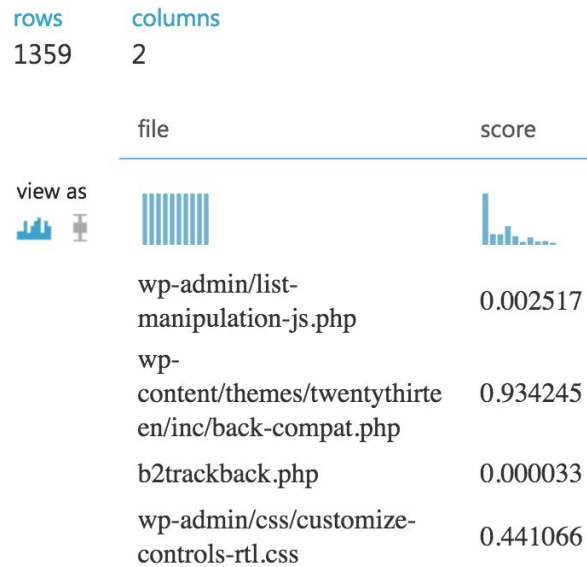 rows columns
1359 2
file score
view as
wp-admin/list-
manipulation-js.php 0.002517
wp-
content/themes/twentythirte 0.934245
en/inc/back-compat.php
b2trackback.php 0.000033
wp-admin/css/customize-
controls-rtl.css 0.441066